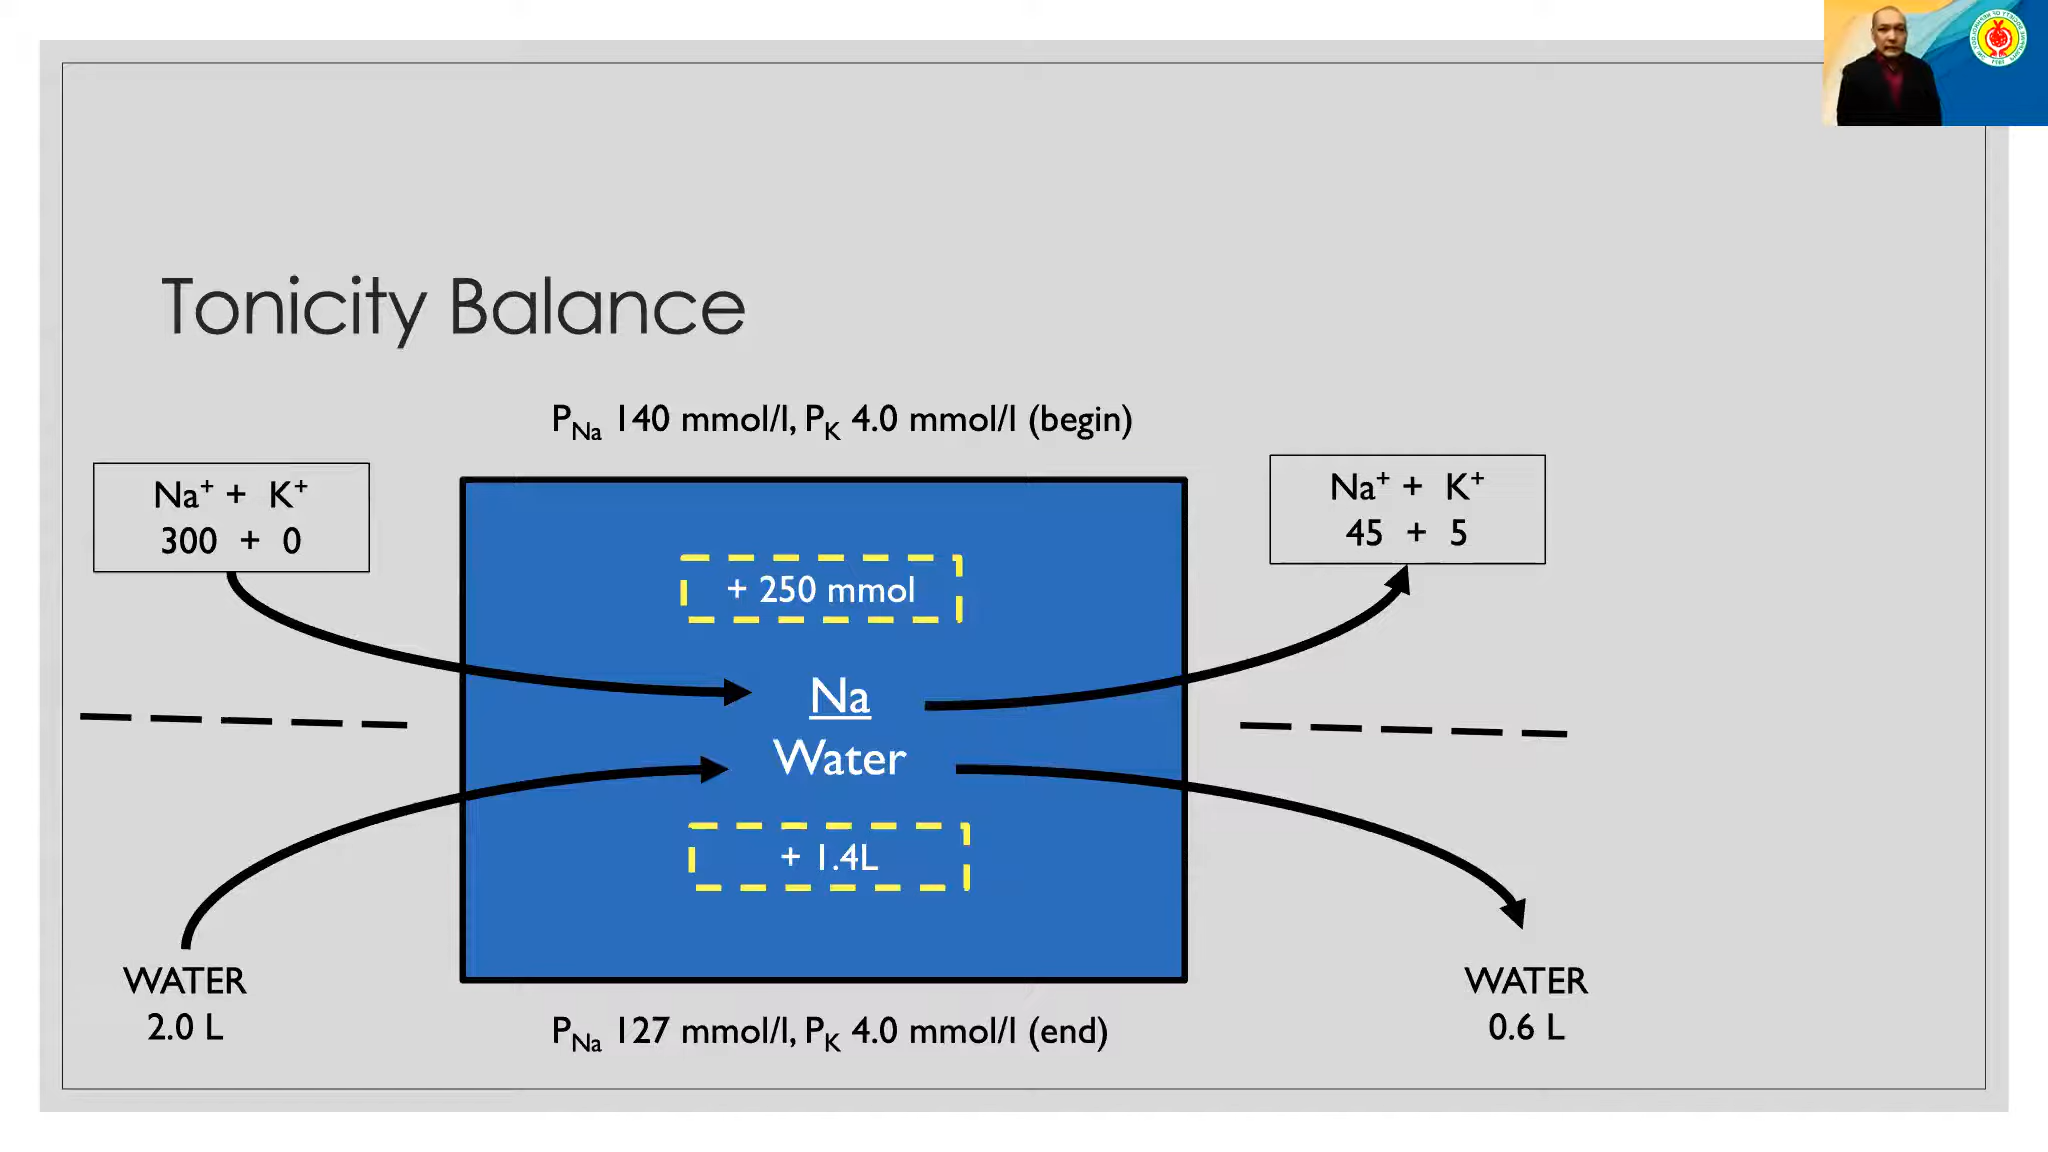 Tonicity Balance
P_Na 140 mmol/l, P_K 4.0 mmol/l (begin)
Na⁺ + K⁺
300 + 0
Na⁺ + K⁺
45 + 5
+ 250 mmol
Na
Water
+ 1.4L
WATER
2.0 L
WATER
0.6 L
P_Na 127 mmol/l, P_K 4.0 mmol/l (end)